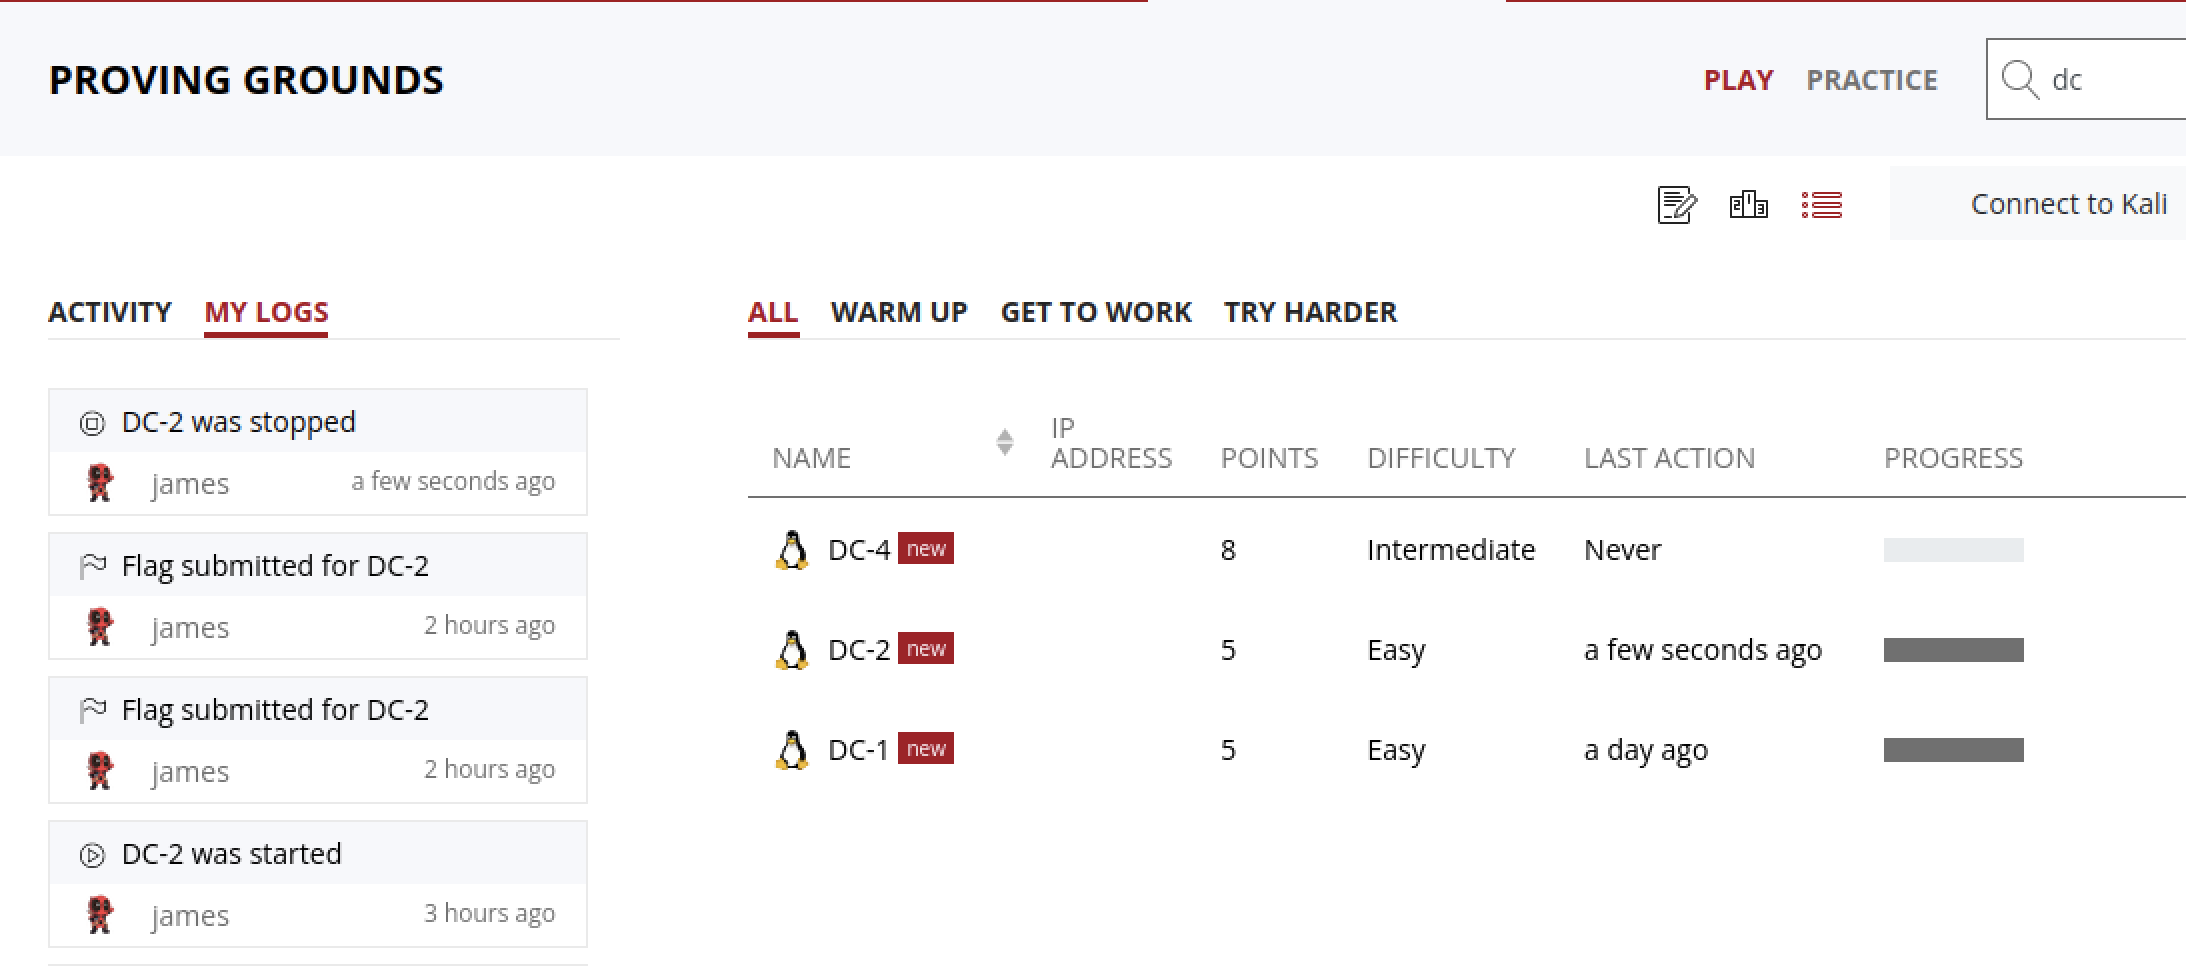 PROVING GROUNDS
PLAY PRACTICE dc
Connect to Kali
ACTIVITY MY LOGS
DC-2 was stopped
james a few seconds ago
Flag submitted for DC-2
james 2 hours ago
Flag submitted for DC-2
james 2 hours ago
DC-2 was started
james 3 hours ago
ALL WARM UP GET TO WORK TRY HARDER
NAME IP ADDRESS POINTS DIFFICULTY LAST ACTION PROGRESS
DC-4 new 8 Intermediate Never
DC-2 new 5 Easy a few seconds ago
DC-1 new 5 Easy a day ago